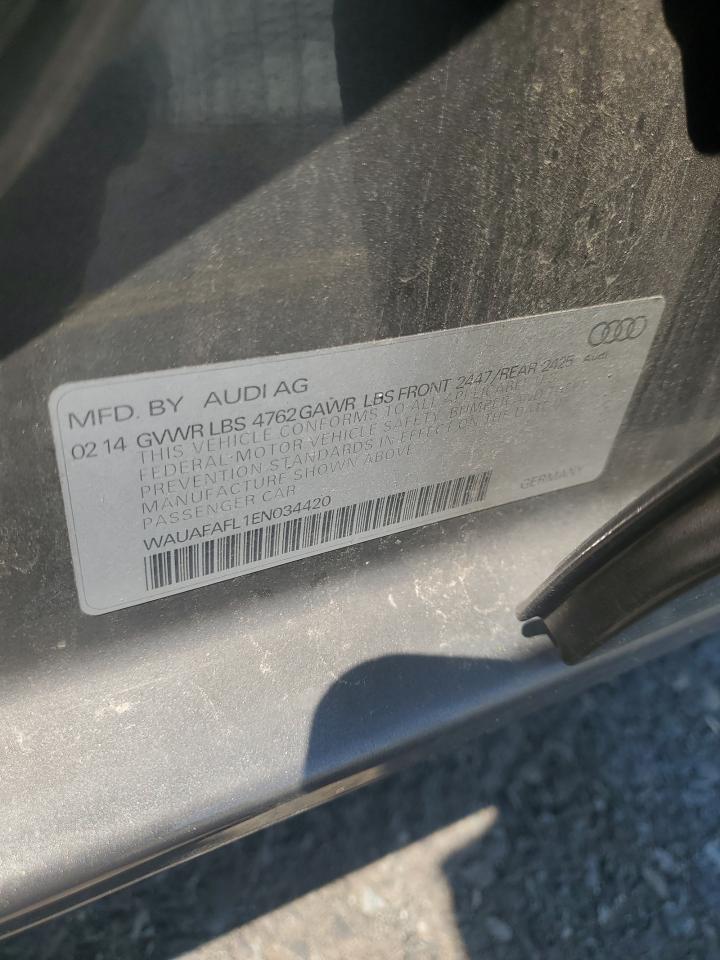 MFD. BY AUDI AG
Audi
02 14 GVWR LBS 4762 GAWR LBS FRONT 2447/REAR 2425
THIS VEHICLE CONFORMS TO ALL APPLICABLE
FEDERAL MOTOR VEHICLE SAFETY, BUMPER AND THEFT
PREVENTION STANDARDS IN EFFECT ON THE DATE OF
MANUFACTURE SHOWN ABOVE
PASSENGER CAR
GERMANY
WAUAFAFL1EN034420